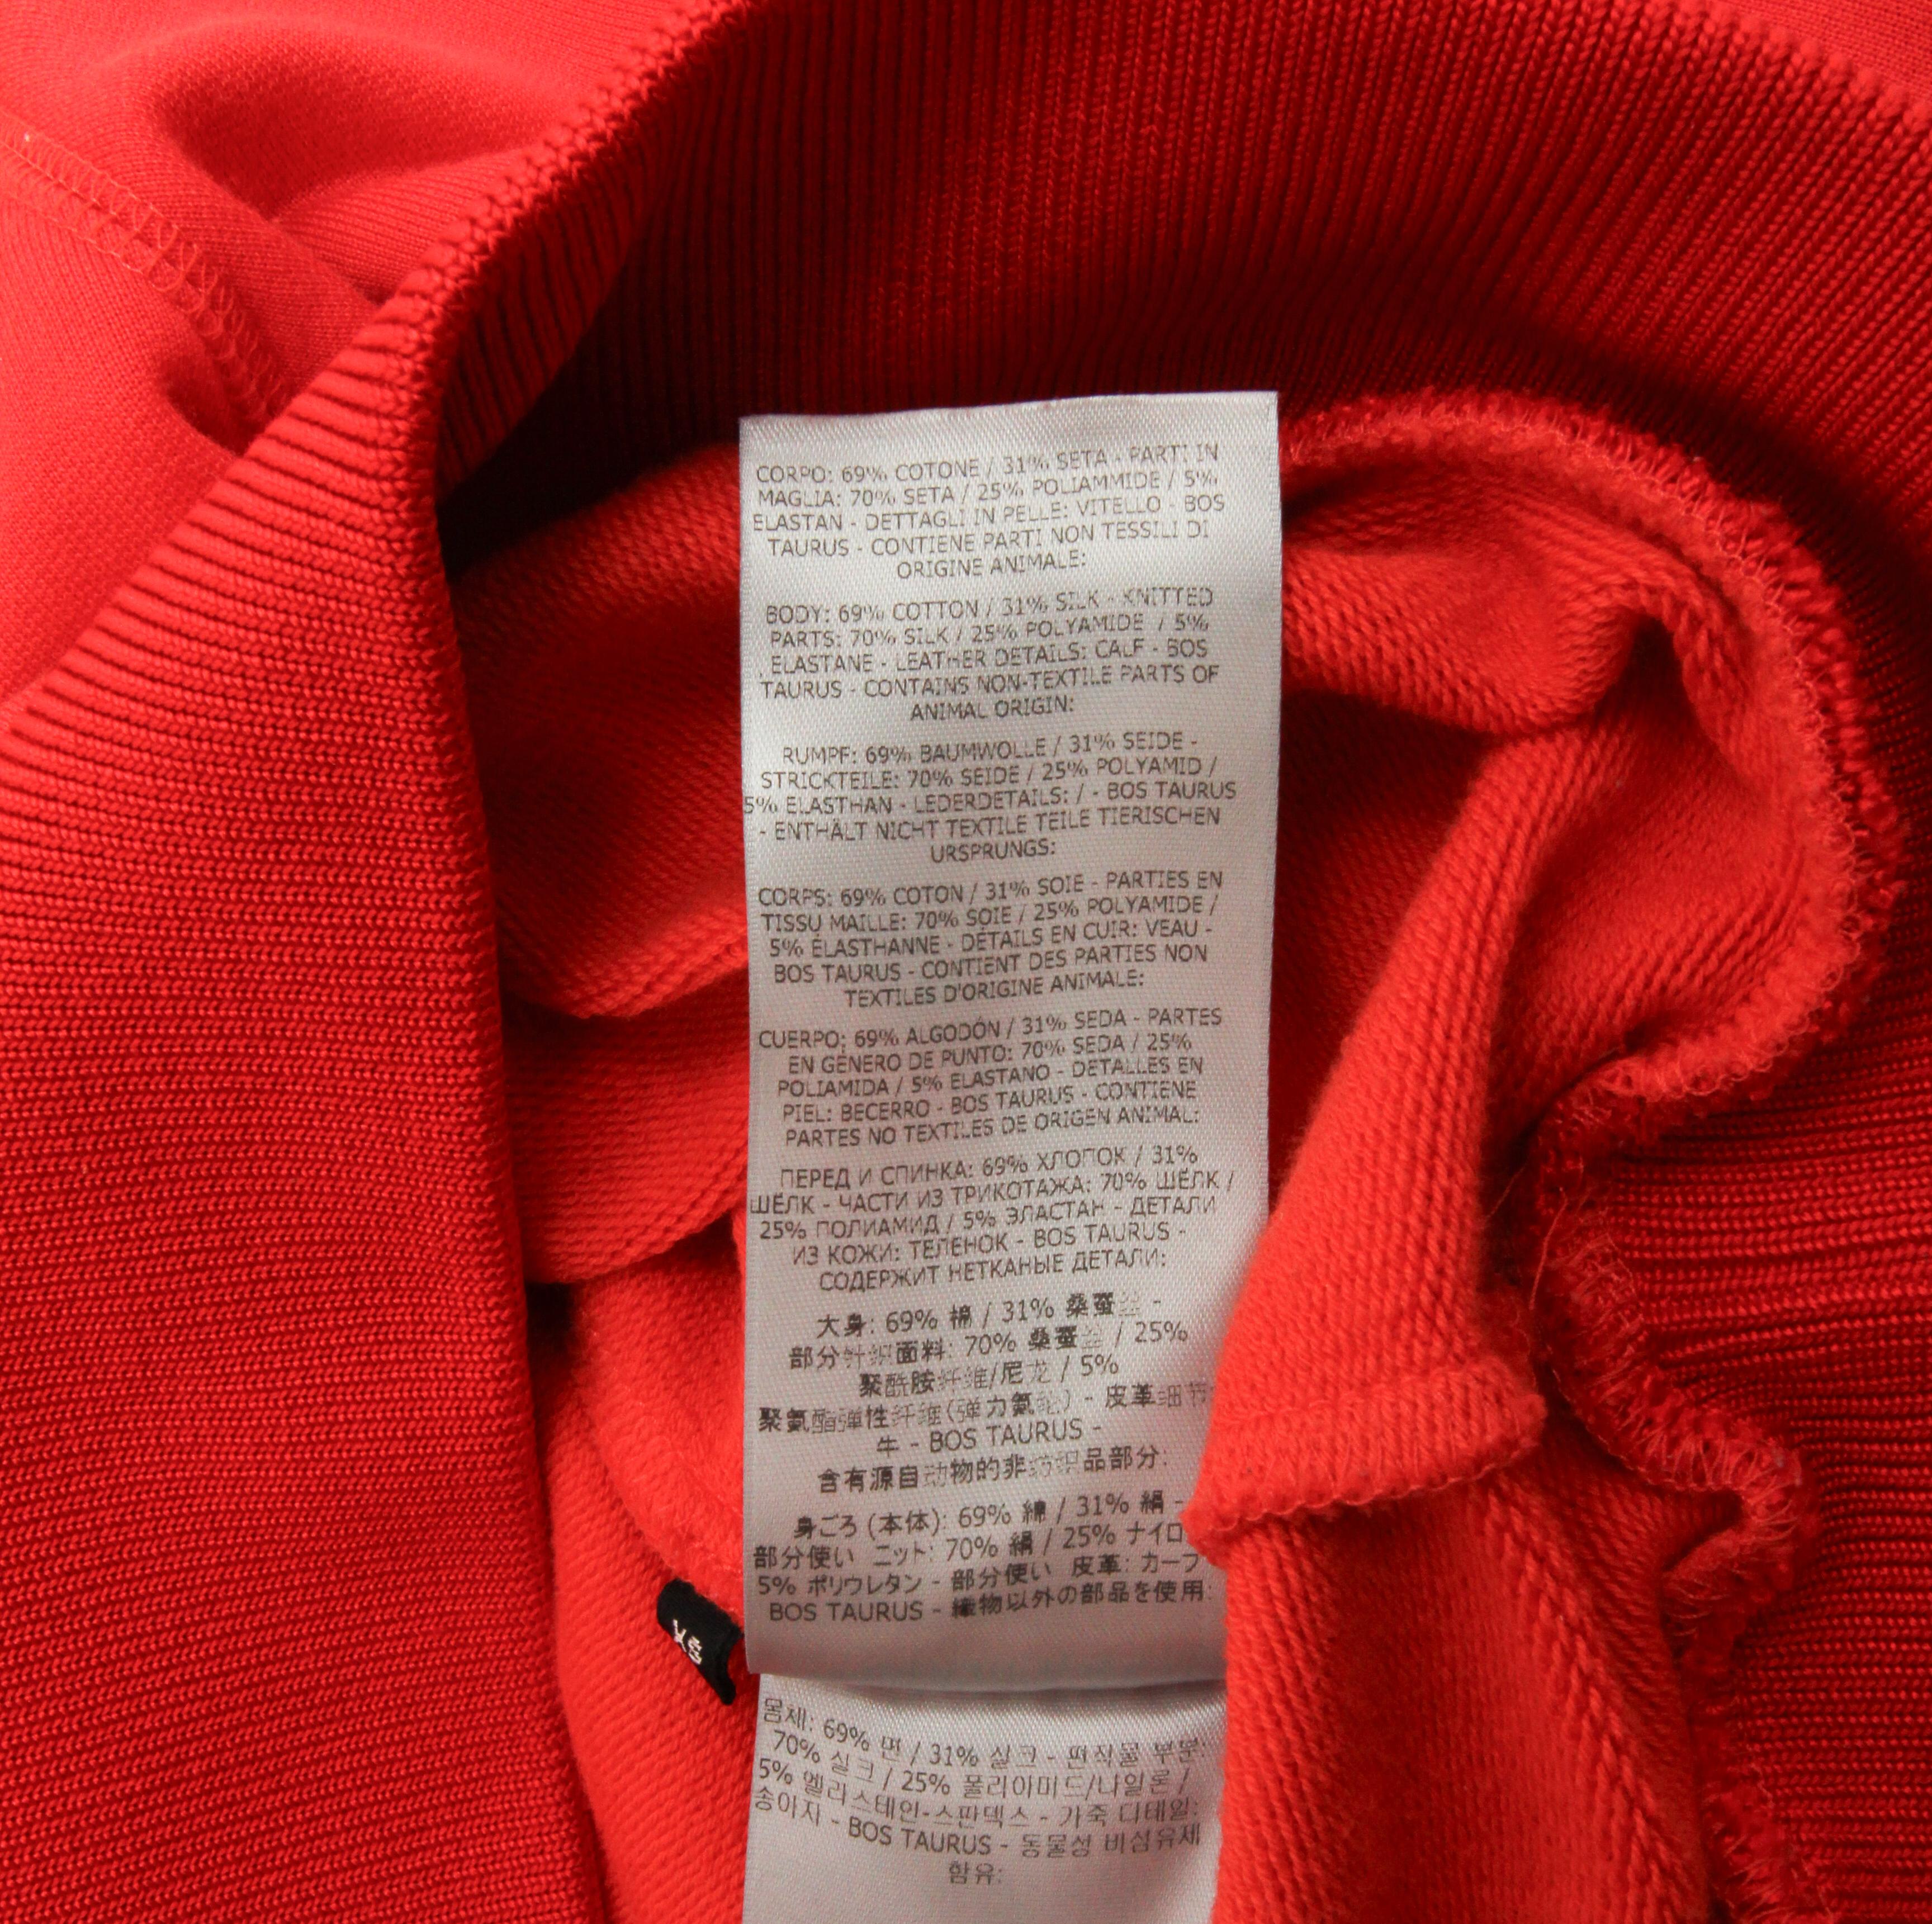 CORPO: 69% COTONE / 31% SETA - PARTI IN
MAGLIA: 70% SETA / 25% POLIAMMIDE / 5%
ELASTAN - DETTAGLI IN PELLE: VITELLO - BOS
TAURUS - CONTIENE PARTI NON TESSILI DI
ORIGINE ANIMALE:
BODY: 69% COTTON / 31% SILK - KNITTED
PARTS: 70% SILK / 25% POLYAMIDE / 5%
ELASTANE - LEATHER DETAILS: CALF - BOS
TAURUS - CONTAINS NON-TEXTILE PARTS OF
ANIMAL ORIGIN:
RUMPF: 69% BAUMWOLLE / 31% SEIDE -
STRICKTEILE: 70% SEIDE / 25% POLYAMID /
5% ELASTHAN - LEDERDETAILS: / - BOS TAURUS
- ENTHÄLT NICHT TEXTILE TEILE TIERISCHEN
URSPRUNGS:
CORPS: 69% COTON / 31% SOIE - PARTIES EN
TISSU MAILLE: 70% SOIE / 25% POLYAMIDE /
5% ÉLASTHANNE - DÉTAILS EN CUIR: VEAU -
BOS TAURUS - CONTIENT DES PARTIES NON
TEXTILES D'ORIGINE ANIMALE:
CUERPO: 69% ALGODÓN / 31% SEDA - PARTES
EN GÉNERO DE PUNTO: 70% SEDA / 25%
POLIAMIDA / 5% ELASTANO - DETALLES EN
PIEL: BECERRO - BOS TAURUS - CONTIENE
PARTES NO TEXTILES DE ORIGEN ANIMAL:
ПЕРЕД И СПИНКА: 69% ХЛОПОК / 31%
ШЁЛК - ЧАСТИ ИЗ ТРИКОТАЖА: 70% ШЁЛК /
25% ПОЛИАМИД / 5% ЭЛАСТАН - ДЕТАЛИ
ИЗ КОЖИ: ТЕЛЕНОК - BOS TAURUS -
СОДЕРЖИТ НЕТКАНЫЕ ДЕТАЛИ:
大身: 69% 棉 / 31% 桑蚕丝 -
部分针织面料: 70% 桑蚕丝 / 25%
聚酰胺纤维/尼龙 / 5%
聚氨酯弹性纤维(弹力氨纶) - 皮革细节
牛 - BOS TAURUS -
含有源自动物的非纺织品部分:
身ごろ (本体): 69% 綿 / 31% 絹 -
部分使い ニット: 70% 絹 / 25% ナイロ
5% ポリウレタン - 部分使い 皮革: カーフ
BOS TAURUS - 織物以外の部品を使用:
몸체: 69% 면 / 31% 실크 - 편직물 부분:
70% 실크 / 25% 폴리아미드/나일론 /
5% 엘라스테인-스판덱스 - 가죽 디테일:
송아지 - BOS TAURUS - 동물성 비섬유제
함유: